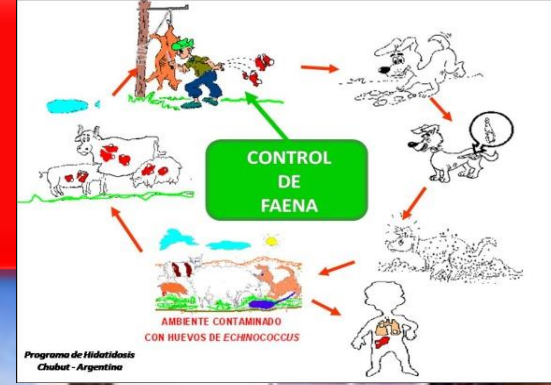 CONTROL
DE
FAENA
AMBIENTE CONTAMINADO
CON HUEVOS DE ECHINOCOCCUS
Programa de Hidatidosis
Chubut - Argentina